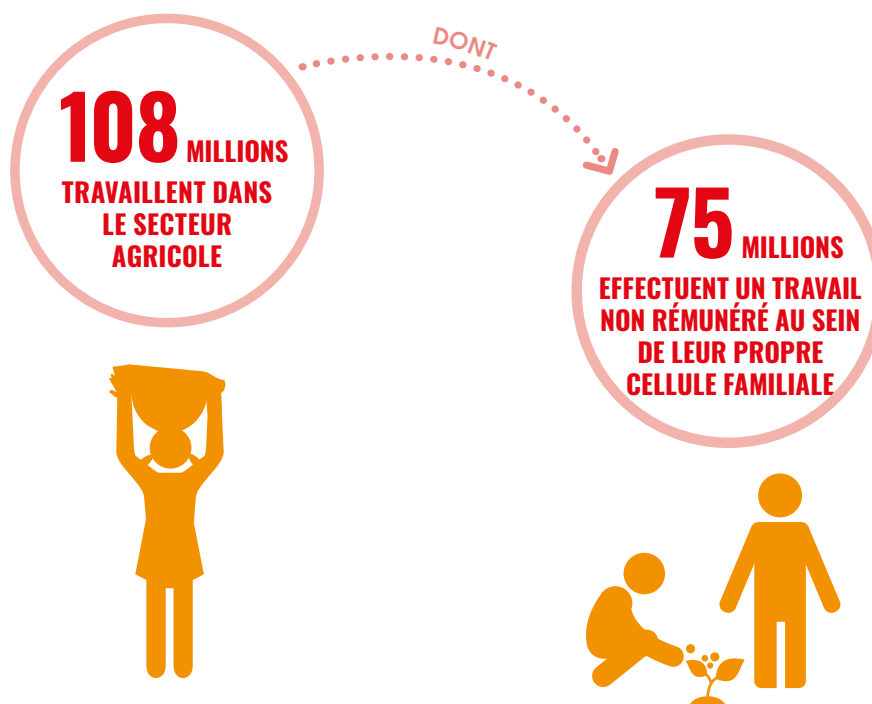 108 MILLIONS
TRAVAILLENT DANS
LE SECTEUR
AGRICOLE
DONT
75 MILLIONS
EFFECTUENT UN TRAVAIL
NON RÉMUNÉRÉ AU SEIN
DE LEUR PROPRE
CELLULE FAMILIALE